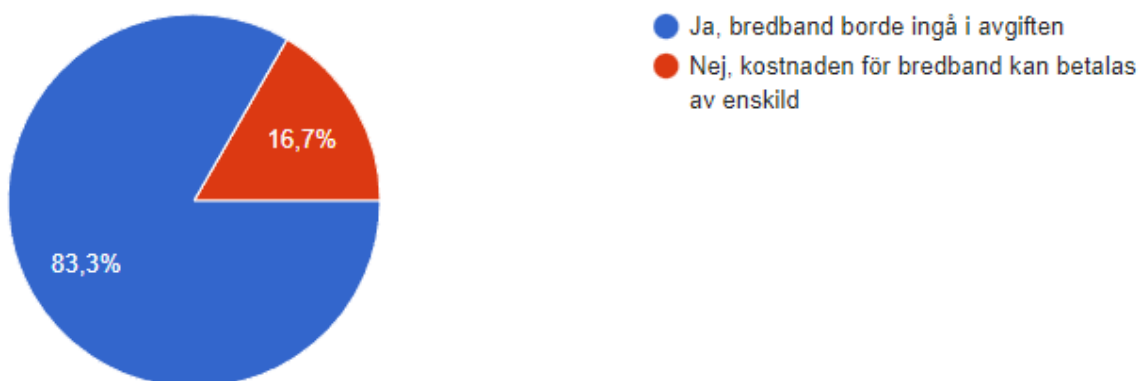 Ja, bredband borde ingå i avgiften
Nej, kostnaden för bredband kan betalas
av enskild
16,7%
83,3%